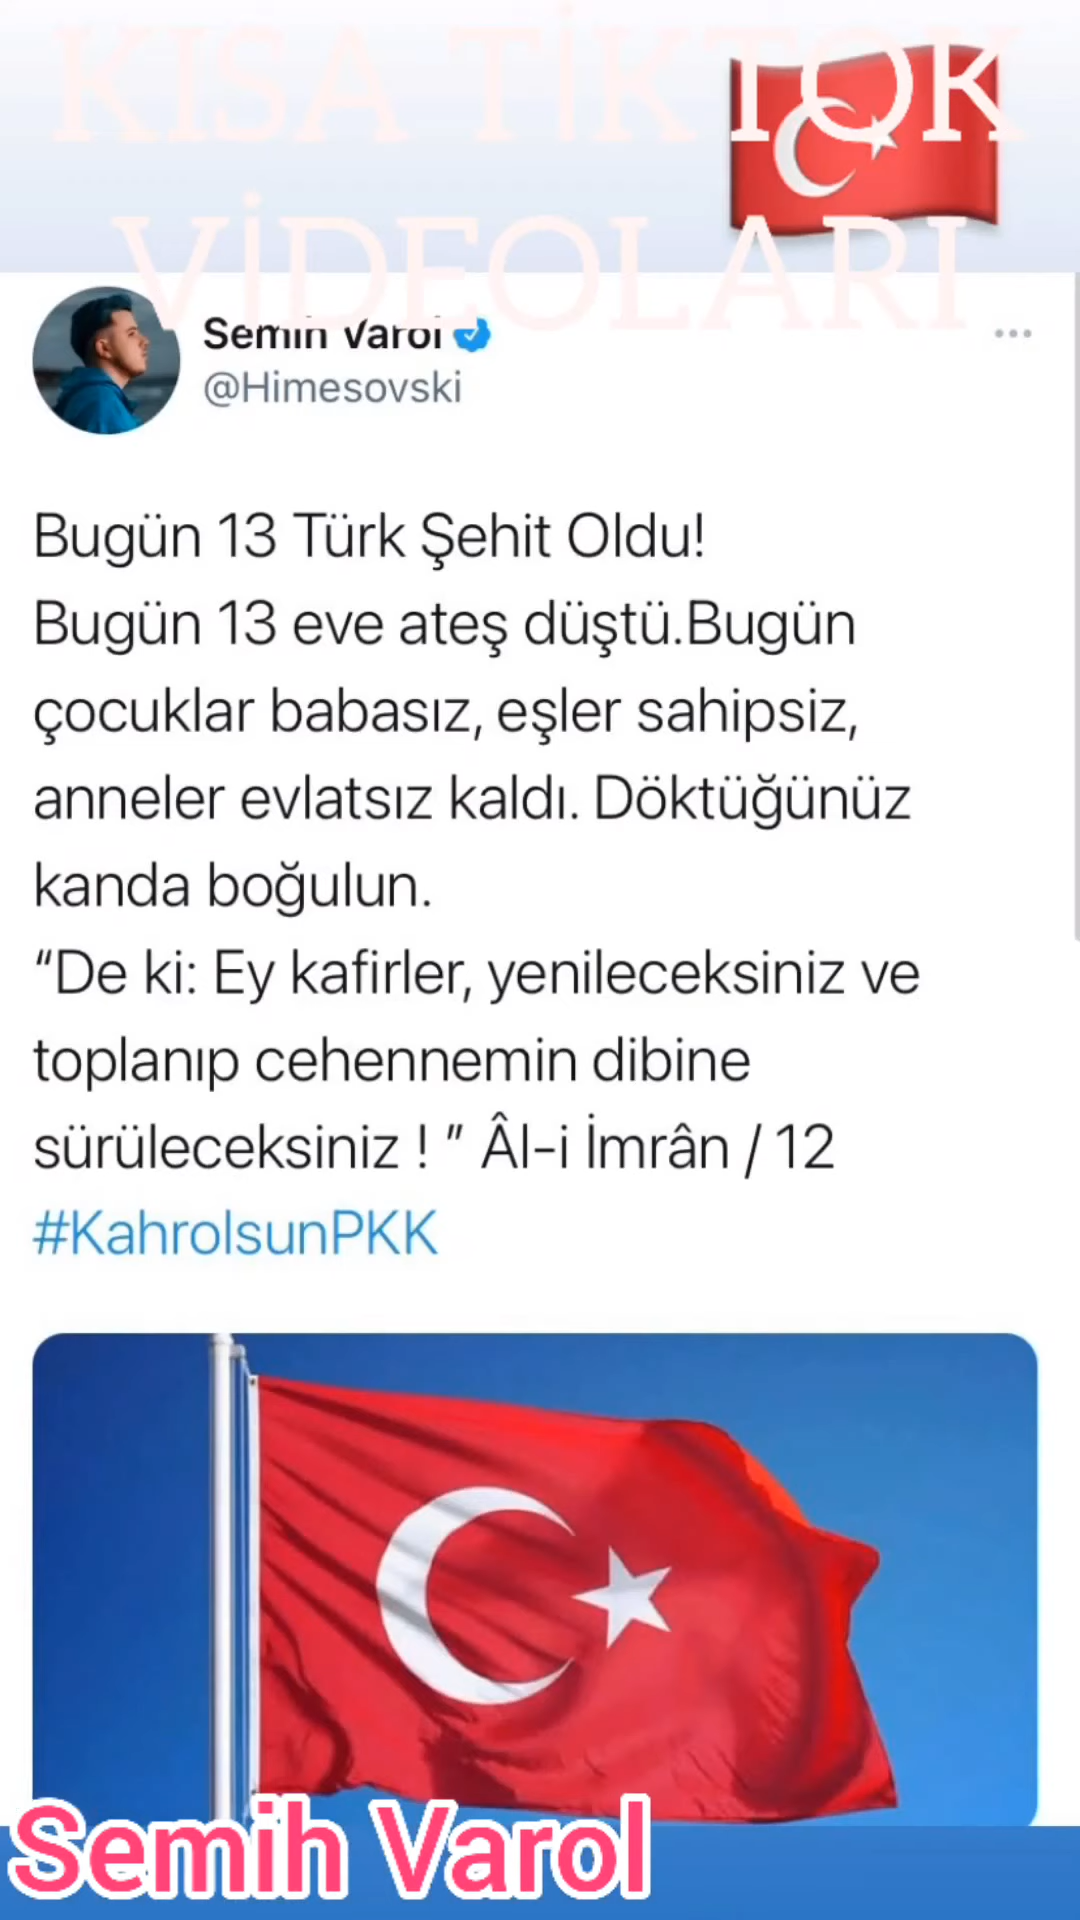 KISA TİKTOK
VİDEOLARI
Semih Varol
@Himesovski
Bugün 13 Türk Şehit Oldu!
Bugün 13 eve ateş düştü.Bugün
çocuklar babasız, eşler sahipsiz,
anneler evlatsız kaldı. Döktüğünüz
kanda boğulun.
“De ki: Ey kafirler, yenileceksiniz ve
toplanıp cehennemin dibine
sürüleceksiniz ! ” Âl-i İmrân / 12
#KahrolsunPKK
Semih Varol